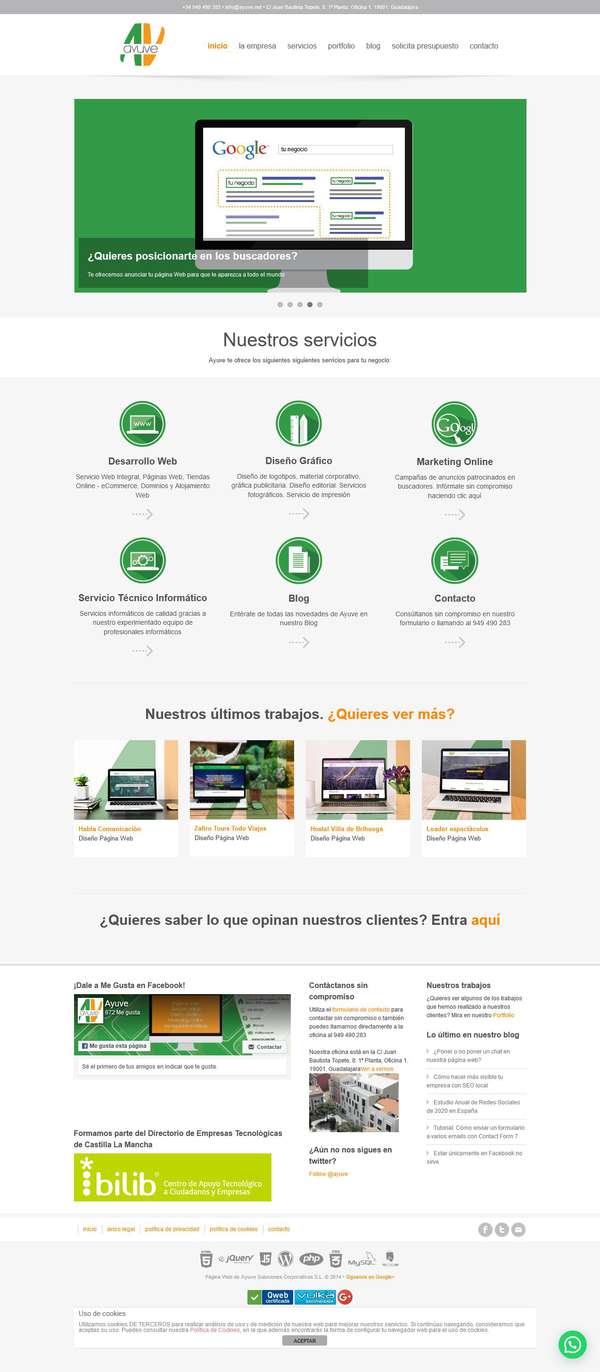 +34 949 490 283 • info@ayuve.net • C/ Juan Bautista Topete, 8. 1ª Planta, Oficina 1, 19001, Guadalajara
ayuve
inicio la empresa servicios portfolio blog solicita presupuesto contacto
Google
tu negocio
tu negocio
tu negocio
tu negocio
¿Quieres posicionarte en los buscadores?
Te ofrecemos anunciar tu página Web para que le aparezca a todo el mundo
Nuestros servicios
Ayuve te ofrece los siguientes siguientes servicios para tu negocio:
WWW
Googl
Desarrollo Web
Servicio Web Integral, Páginas Web, Tiendas
Online - eCommerce, Dominios y Alojamiento
Web
Diseño Gráfico
Diseño de logotipos, material corporativo,
gráfica publicitaria. Diseño editorial. Servicios
fotográficos. Servicio de impresión
Marketing Online
Campañas de anuncios patrocinados en
buscadores. Infórmate sin compromiso
haciendo clic aquí
Servicio Técnico Informático
Servicios informáticos de calidad gracias a
nuestro experimentado equipo de
profesionales informáticos
Blog
Entérate de todas las novedades de Ayuve en
nuestro Blog
Contacto
Consúltanos sin compromiso en nuestro
formulario o llamando al 949 490 283
Nuestros últimos trabajos. ¿Quieres ver más?
Habla Comunicación
Diseño Página Web
Zafiro Tours Todo Viajes
Diseño Página Web
Hostal Villa de Brihuega
Diseño Página Web
Leader espectáculos
Diseño Página Web
¿Quieres saber lo que opinan nuestros clientes? Entra aquí
¡Dale a Me Gusta en Facebook!
Ayuve
672 Me gusta
Me gusta esta página
Contactar
Sé el primero de tus amigos en indicar que le gusta.
Formamos parte del Directorio de Empresas Tecnológicas
de Castilla La Mancha
bilib
Centro de Apoyo Tecnológico
a Ciudadanos y Empresas
Contáctanos sin
compromiso
Utiliza el formulario de contacto para
contactar sin compromiso o también
puedes llamarnos directamente a la
oficina al 949 490 283
Nuestra oficina está en la C/ Juan
Bautista Topete, 8. 1ª Planta, Oficina 1,
19001, Guadalajara Ven a vernos
¿Aún no nos sigues en
twitter?
Follow @ayuve
Nuestros trabajos
¿Quieres ver algunos de los trabajos
que hemos realizado a nuestros
clientes? Mira en nuestro Portfolio
Lo último en nuestro blog
¿Poner o no poner un chat en
nuestra página web?
Cómo hacer más visible tu
empresa con SEO local
Estudio Anual de Redes Sociales
de 2020 en España
Tutorial: Cómo enviar un formulario
a varios emails con Contact Form 7
Estar únicamente en Facebook no
sirve
inicio aviso legal política de privacidad política de cookies contacto
HTML 5 jQuery JS php CSS 3 MySQL
Página Web de Ayuve Soluciones Corporativas S.L. © 2014 • Síguenos en Google+
Qweb certificada vulka G+
Uso de cookies
Utilizamos cookies DE TERCEROS para realizar análisis de uso y de medición de nuestra web para mejorar nuestros servicios. Si continúas navegando, consideramos que
aceptas su uso. Puedes consultar nuestra Política de Cookies, en la que además encontrarás la forma de configurar tu navegador web para el uso de cookies.
ACEPTAR